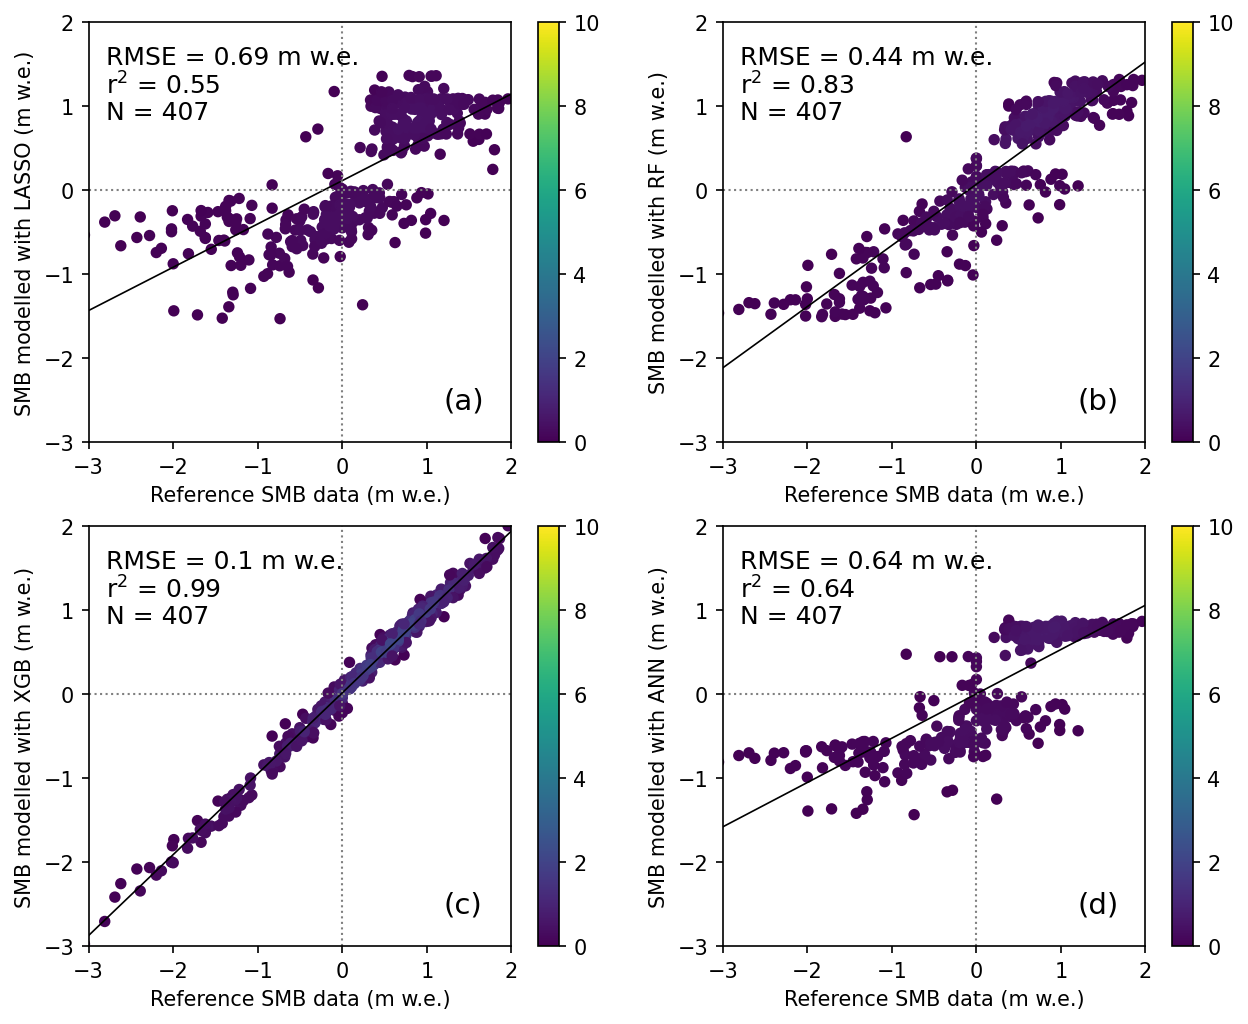 2
1
0
−1
−2
−3
SMB modelled with LASSO (m w.e.)
RMSE = 0.69 m w.e.
r² = 0.55
N = 407
(a)
−3 −2 −1 0 1 2
Reference SMB data (m w.e.)
10
8
6
4
2
0
2
1
0
−1
−2
−3
SMB modelled with RF (m w.e.)
RMSE = 0.44 m w.e.
r² = 0.83
N = 407
(b)
−3 −2 −1 0 1 2
Reference SMB data (m w.e.)
10
8
6
4
2
0
2
1
0
−1
−2
−3
SMB modelled with XGB (m w.e.)
RMSE = 0.1 m w.e.
r² = 0.99
N = 407
(c)
−3 −2 −1 0 1 2
Reference SMB data (m w.e.)
10
8
6
4
2
0
2
1
0
−1
−2
−3
SMB modelled with ANN (m w.e.)
RMSE = 0.64 m w.e.
r² = 0.64
N = 407
(d)
−3 −2 −1 0 1 2
Reference SMB data (m w.e.)
10
8
6
4
2
0